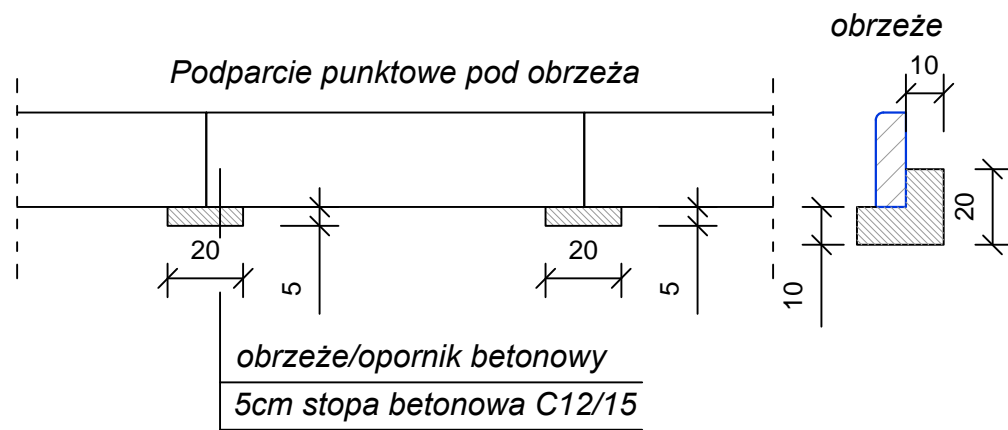 obrzeże
Podparcie punktowe pod obrzeża
10
20
5
20
5
10
20
obrzeże/opornik betonowy
5cm stopa betonowa C12/15